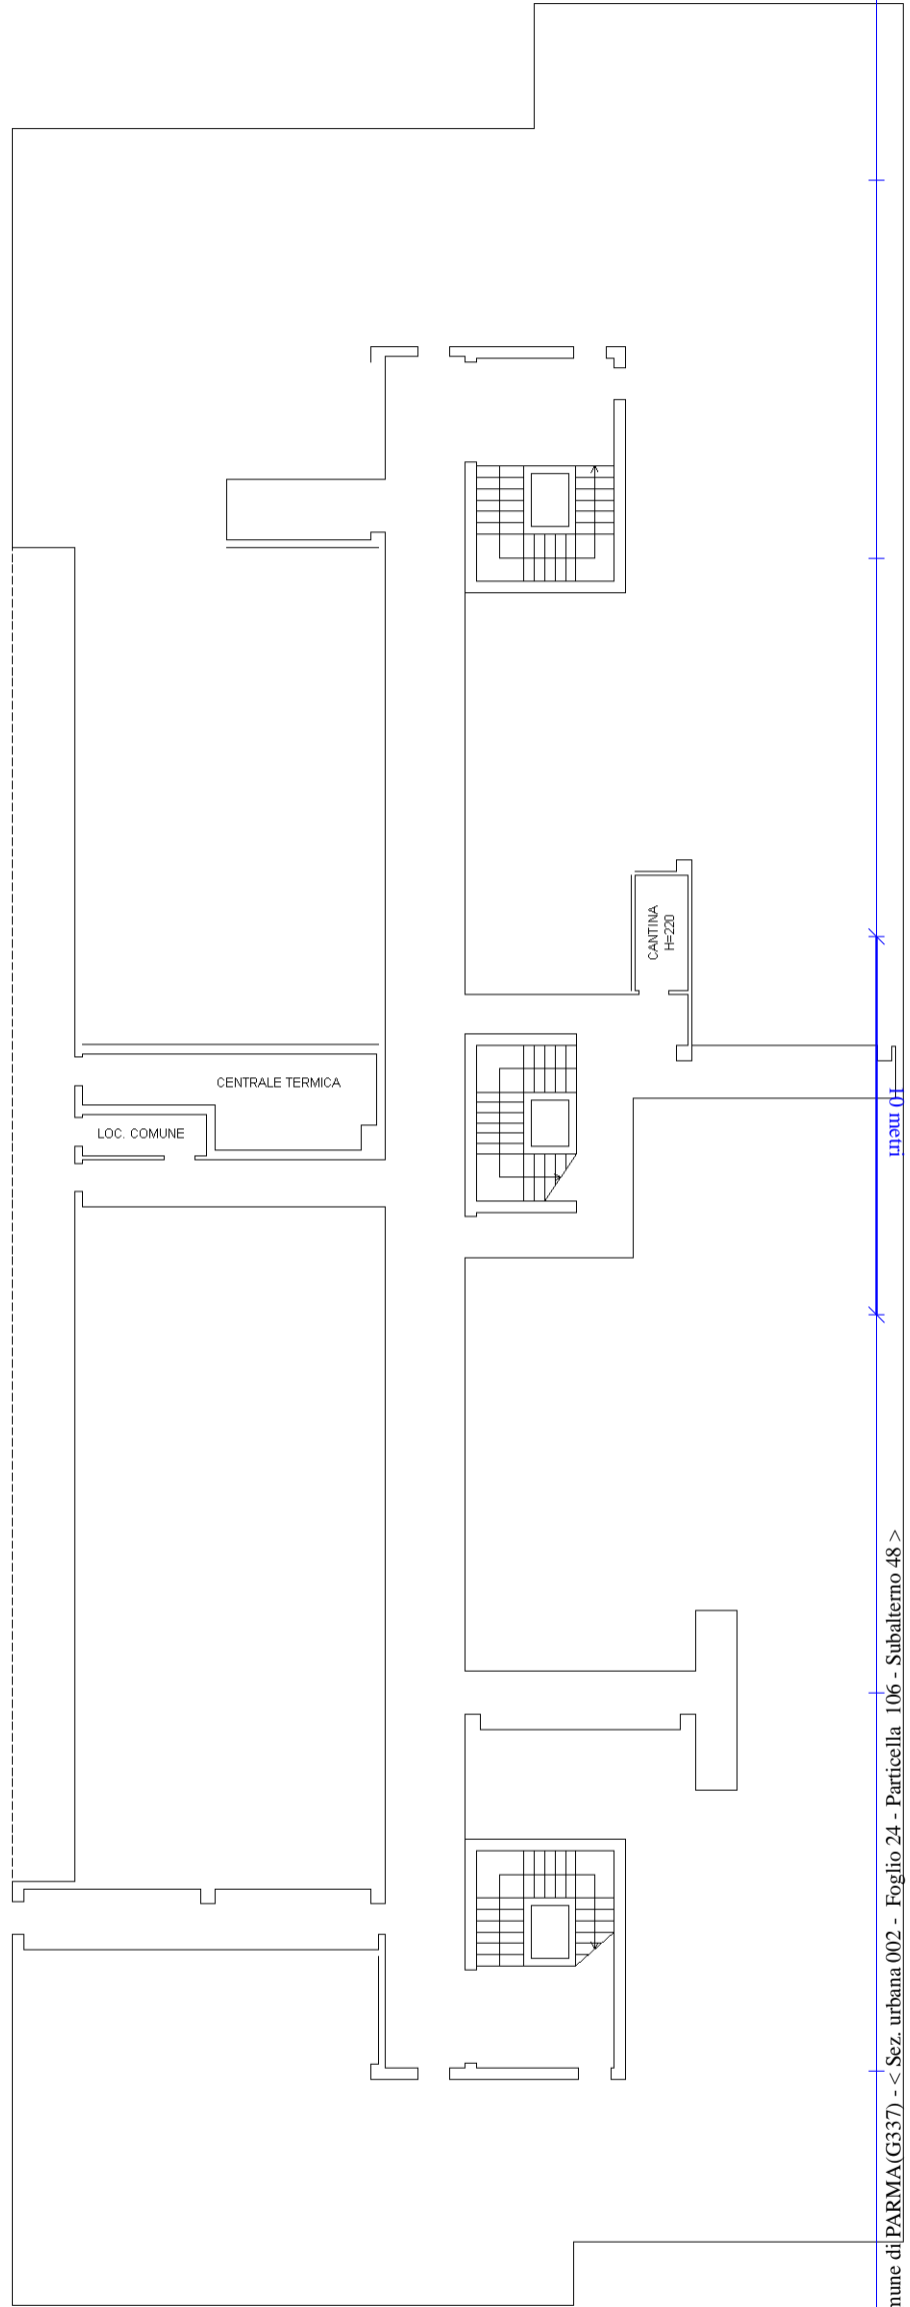 CANTINA
H=220
CENTRALE TERMICA
LOC. COMUNE
10 metri
mune di PARMA(G337) - < Sez. urbana 002 - Foglio 24 - Particella 106 - Subalterno 48 >